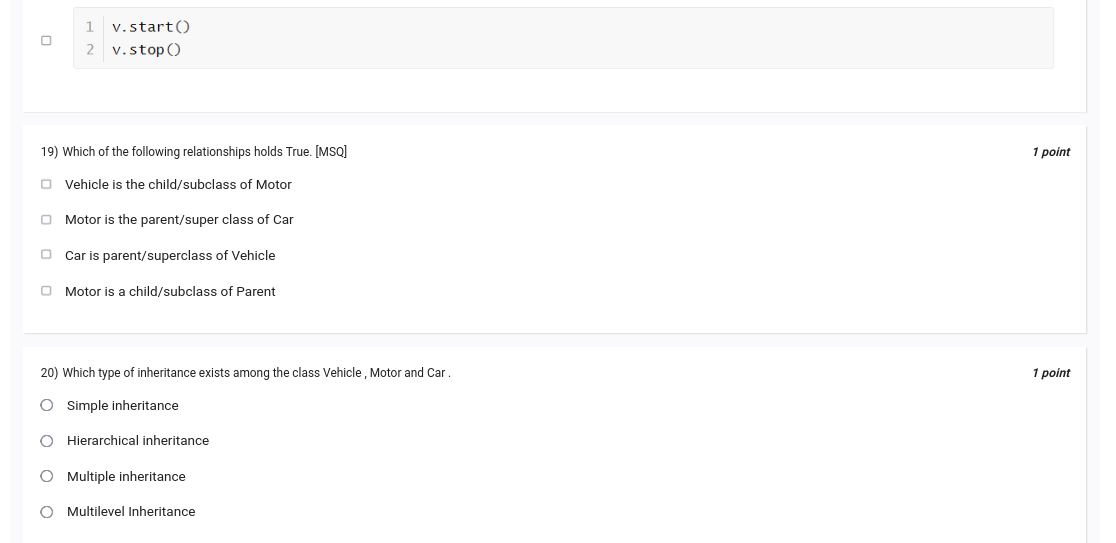 1 v.start()
2 v.stop()
19) Which of the following relationships holds True. [MSQ] 1 point
Vehicle is the child/subclass of Motor
Motor is the parent/super class of Car
Car is parent/superclass of Vehicle
Motor is a child/subclass of Parent
20) Which type of inheritance exists among the class Vehicle , Motor and Car . 1 point
Simple inheritance
Hierarchical inheritance
Multiple inheritance
Multilevel Inheritance